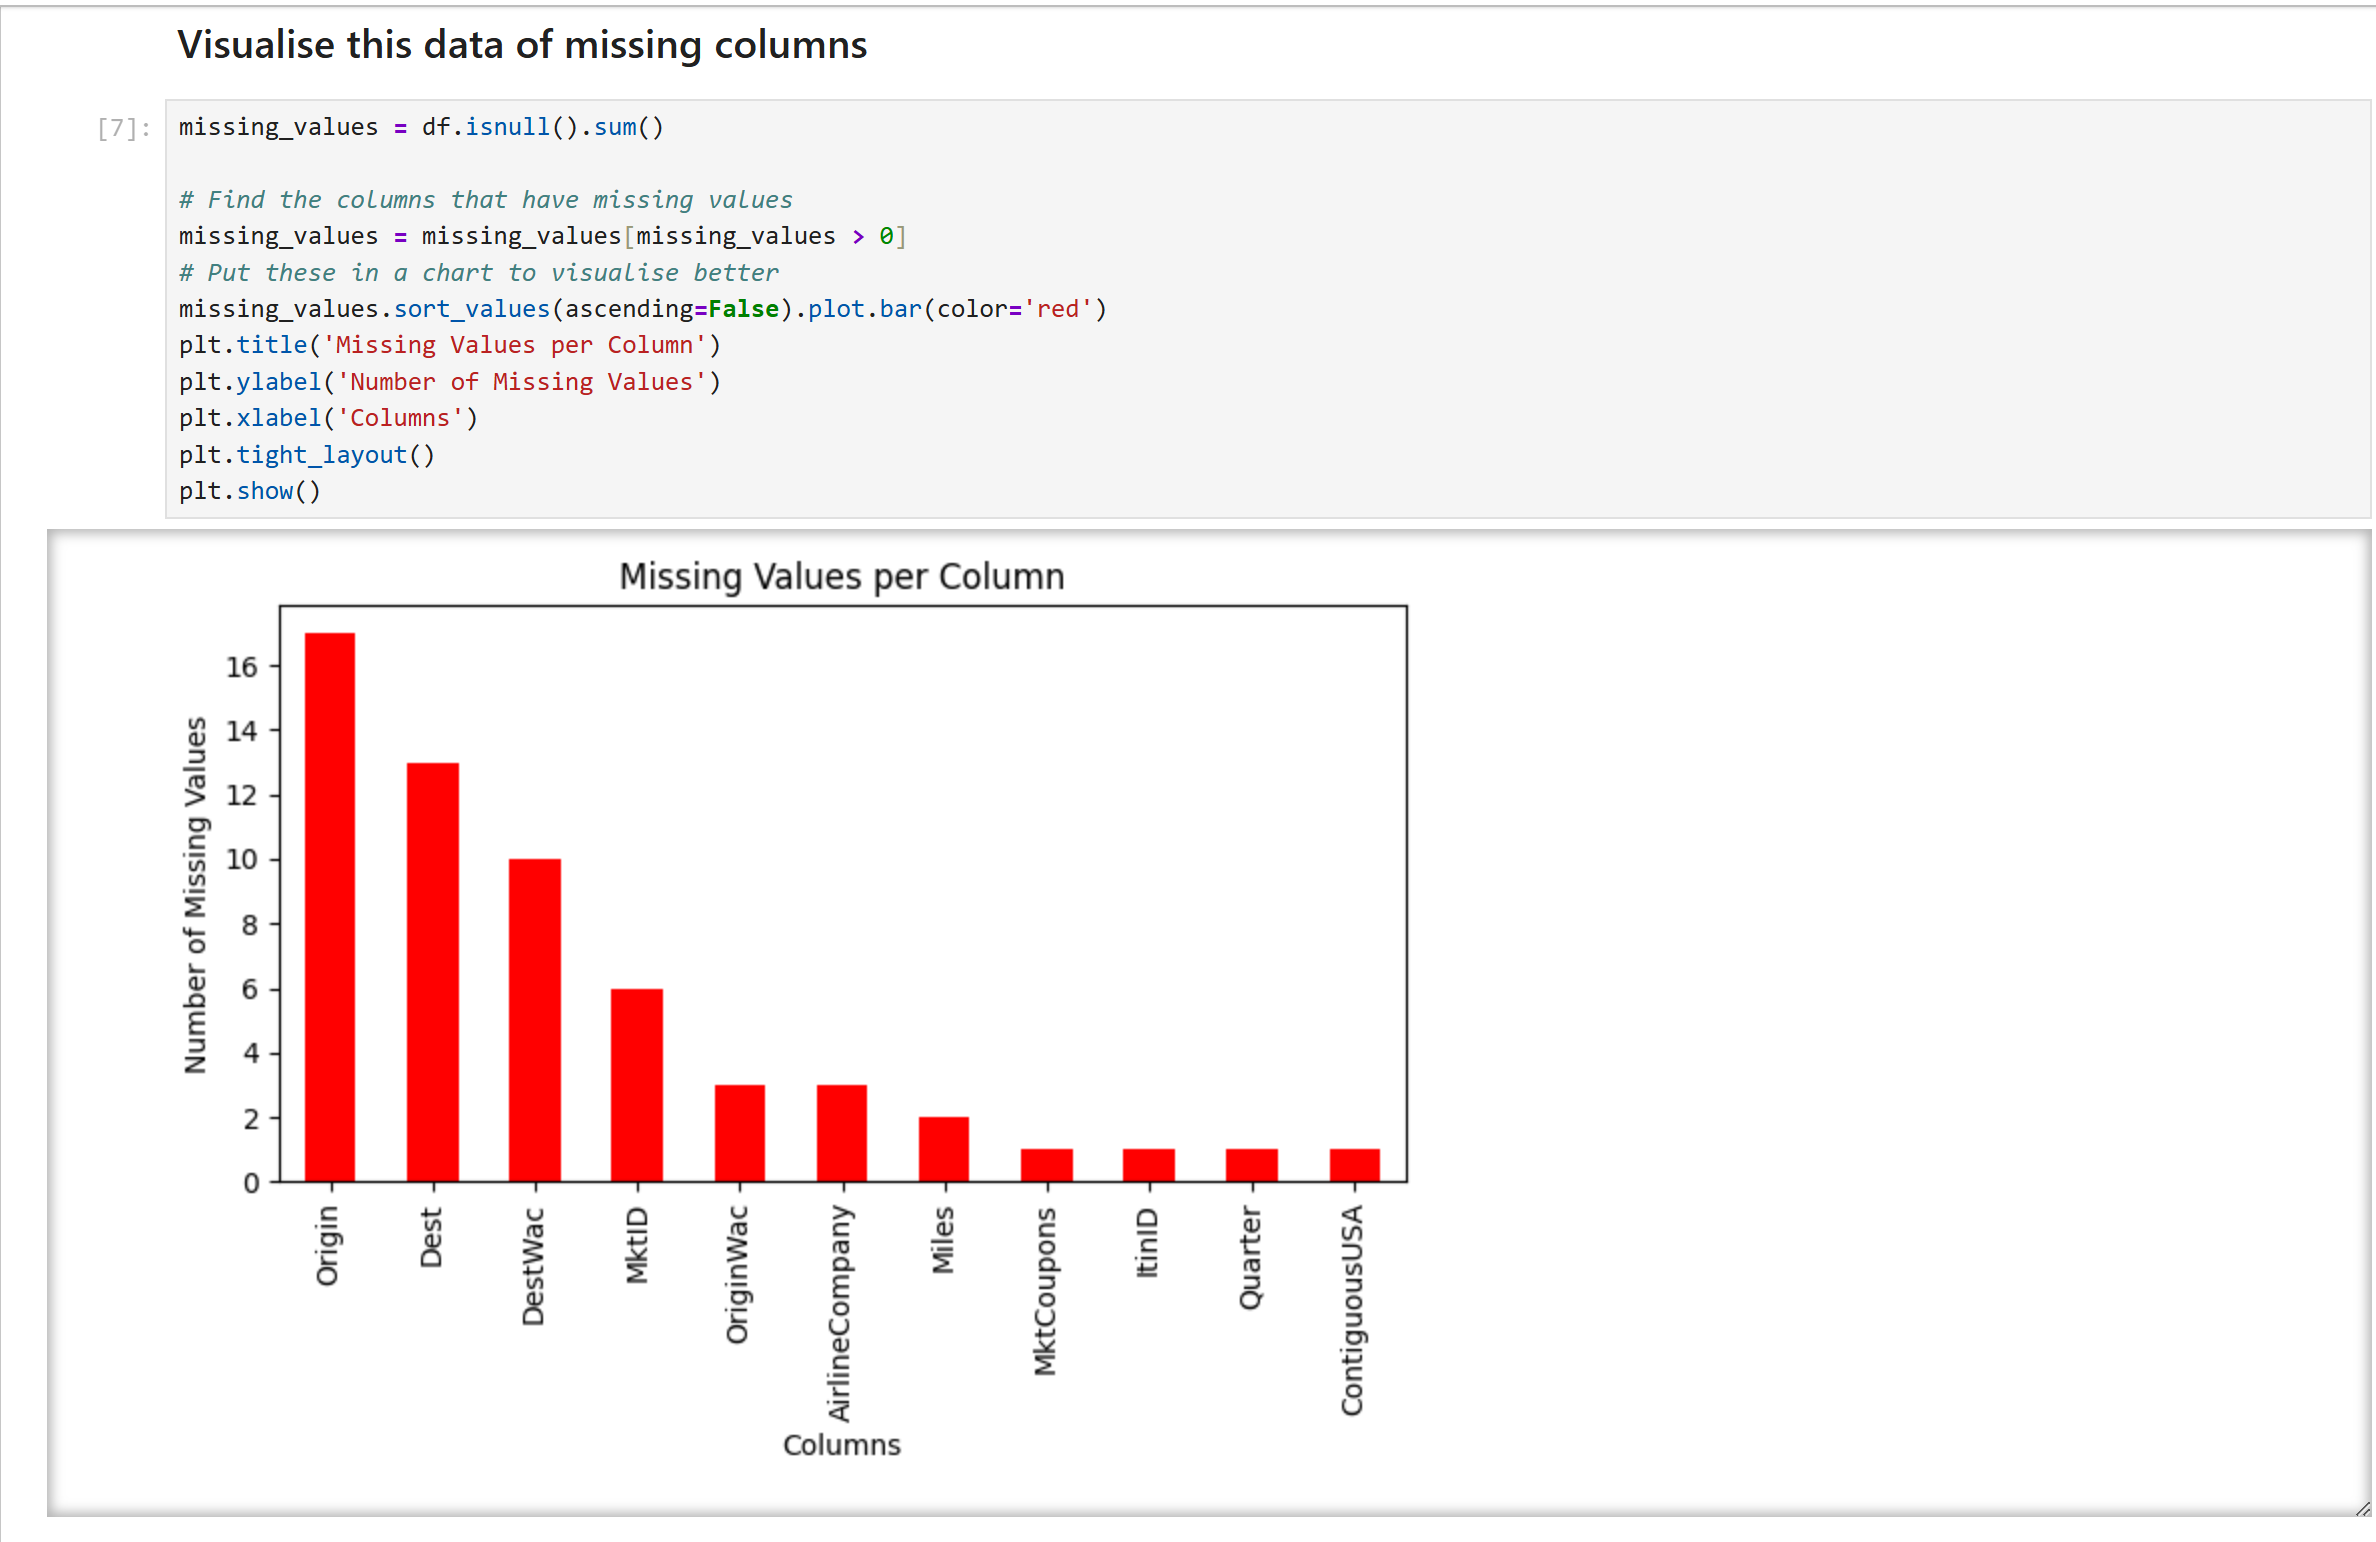 Visualise this data of missing columns
[7]:
missing_values = df.isnull().sum()
# Find the columns that have missing values
missing_values = missing_values[missing_values > 0]
# Put these in a chart to visualise better
missing_values.sort_values(ascending=False).plot.bar(color='red')
plt.title('Missing Values per Column')
plt.ylabel('Number of Missing Values')
plt.xlabel('Columns')
plt.tight_layout()
plt.show()
Missing Values per Column
Number of Missing Values
16
14
12
10
8
6
4
2
0
Origin
Dest
DestWac
MktID
OriginWac
AirlineCompany
Miles
MktCoupons
ItinID
Quarter
ContiguousUSA
Columns